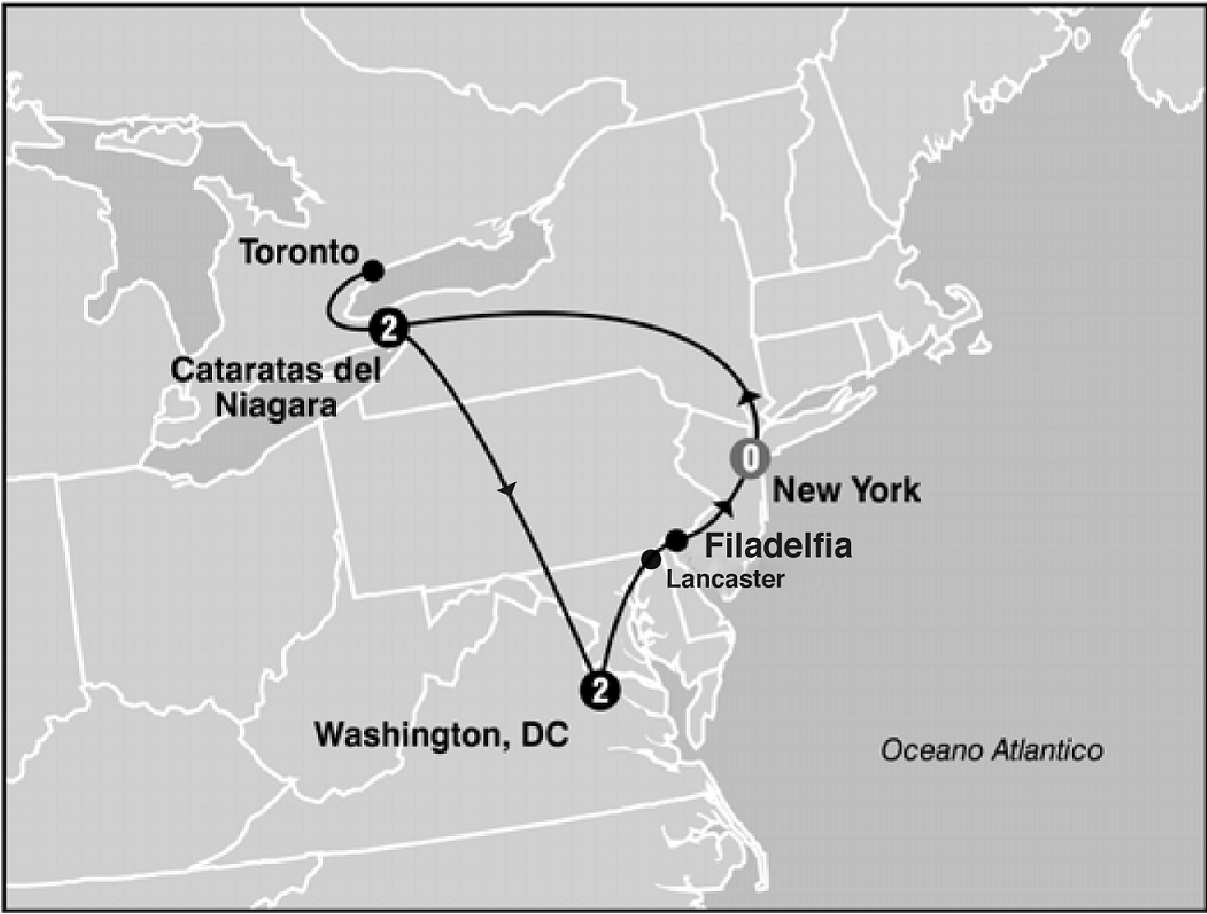 Toronto
2
Cataratas del
Niagara
0
New York
Filadelfia
Lancaster
2
Washington, DC
Oceano Atlantico